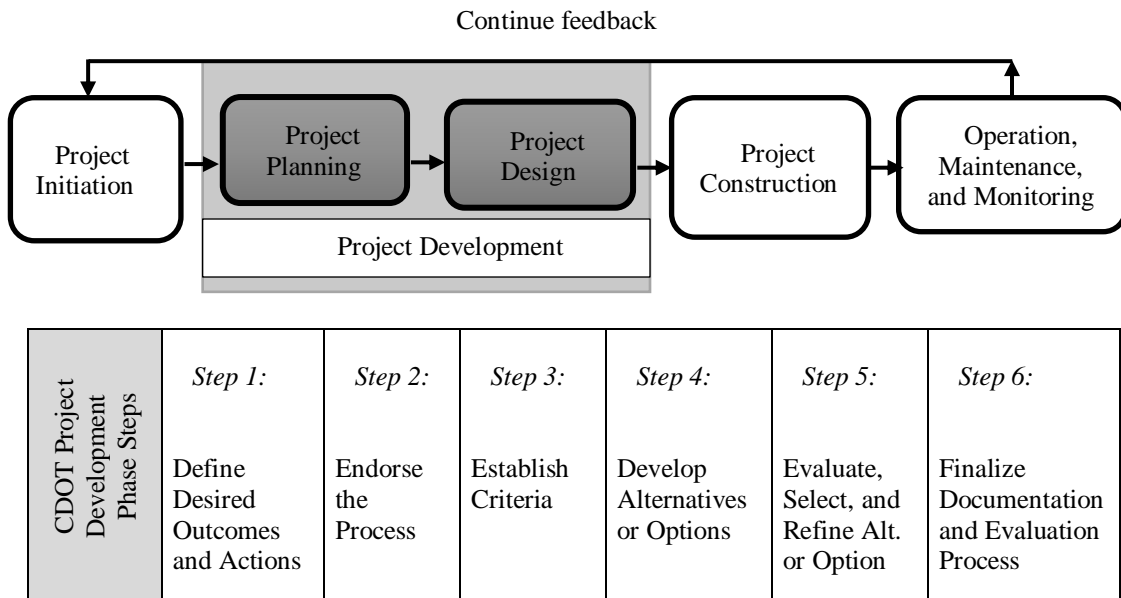 Continue feedback
Project
Initiation
Project
Planning
Project
Design
Project
Construction
Operation,
Maintenance,
and Monitoring
Project Development
CDOT Project
Development
Phase Steps
Step 1:
Define
Desired
Outcomes
and Actions
Step 2:
Endorse
the
Process
Step 3:
Establish
Criteria
Step 4:
Develop
Alternatives
or Options
Step 5:
Evaluate,
Select, and
Refine Alt.
or Option
Step 6:
Finalize
Documentation
and Evaluation
Process